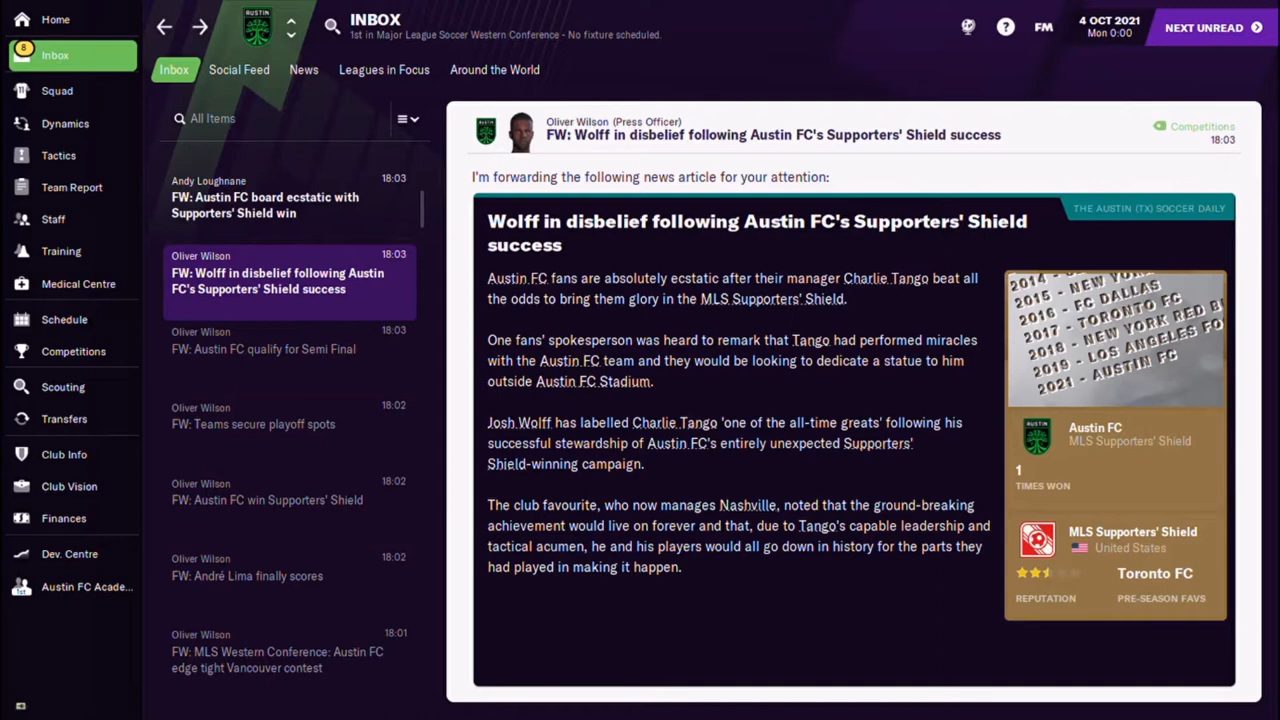 Home
INBOX
1st in Major League Soccer Western Conference - No fixture scheduled.
AUSTIN
FM
4 OCT 2021
Mon 0:00
NEXT UNREAD
8
Inbox
Squad
Dynamics
Tactics
Team Report
Staff
Training
Medical Centre
Schedule
Competitions
Scouting
Transfers
Club Info
Club Vision
Finances
Dev. Centre
1st
Austin FC Acade...
Inbox Social Feed News Leagues in Focus Around the World
All Items
Andy Loughnane 18:03
FW: Austin FC board ecstatic with
Supporters' Shield win
Oliver Wilson 18:03
FW: Wolff in disbelief following Austin
FC's Supporters' Shield success
Oliver Wilson 18:03
FW: Austin FC qualify for Semi Final
Oliver Wilson 18:02
FW: Teams secure playoff spots
Oliver Wilson 18:02
FW: Austin FC win Supporters' Shield
Oliver Wilson 18:02
FW: André Lima finally scores
Oliver Wilson 18:01
FW: MLS Western Conference: Austin FC
edge tight Vancouver contest
Oliver Wilson (Press Officer)
FW: Wolff in disbelief following Austin FC's Supporters' Shield success
Competitions
18:03
I'm forwarding the following news article for your attention:
THE AUSTIN (TX) SOCCER DAILY
Wolff in disbelief following Austin FC's Supporters' Shield
success
Austin FC fans are absolutely ecstatic after their manager Charlie Tango beat all
the odds to bring them glory in the MLS Supporters' Shield.
One fans' spokesperson was heard to remark that Tango had performed miracles
with the Austin FC team and they would be looking to dedicate a statue to him
outside Austin FC Stadium.
Josh Wolff has labelled Charlie Tango 'one of the all-time greats' following his
successful stewardship of Austin FC's entirely unexpected Supporters'
Shield-winning campaign.
The club favourite, who now manages Nashville, noted that the ground-breaking
achievement would live on forever and that, due to Tango's capable leadership and
tactical acumen, he and his players would all go down in history for the parts they
had played in making it happen.
2014 -
2015 - NEW YO
2016 - FC DALLAS
2017 - TORONTO FC
2018 - NEW YORK RED B
2019 - LOS ANGELES FO
2021 - AUSTIN FC
Austin FC
MLS Supporters' Shield
1
TIMES WON
MLS Supporters' Shield
United States
Toronto FC
REPUTATION PRE-SEASON FAVS